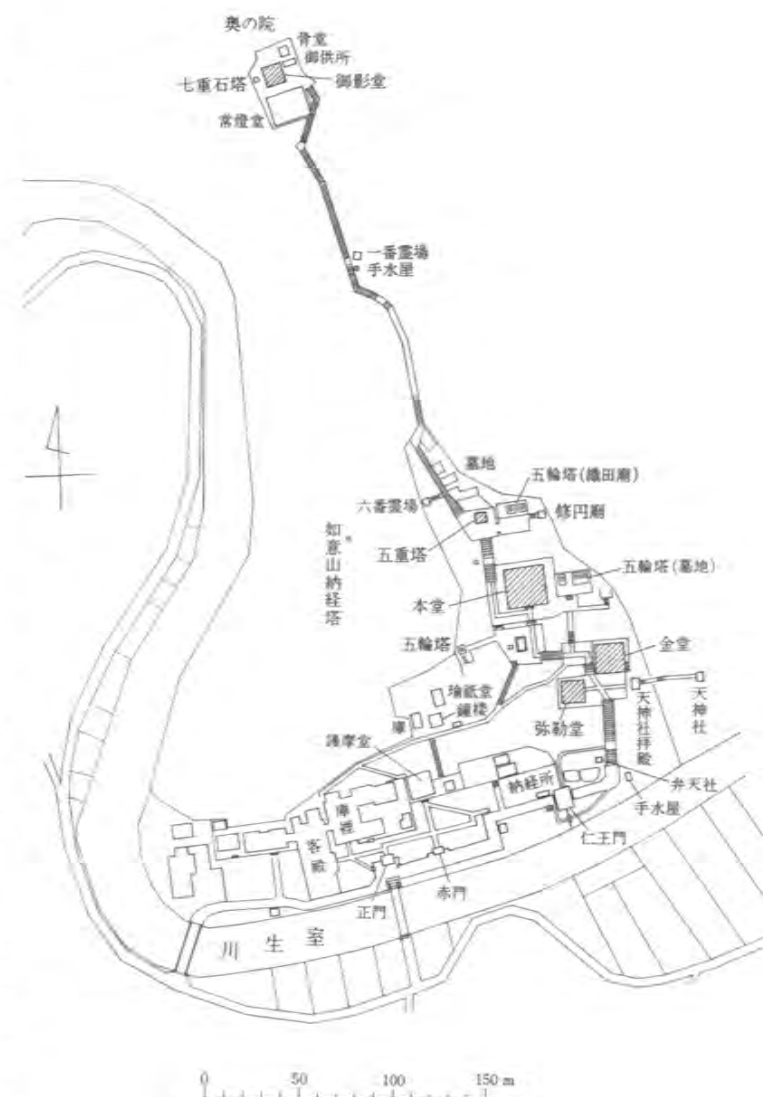 奥の院
骨堂
御供所
七重石塔
御影堂
常燈堂
一番霊場
手水屋
墓地
五輪塔(織田廟)
六番霊場
修円廟
五重塔
如意山納経塔
五輪塔(墓地)
本堂
五輪塔
金堂
瑜祇堂
鐘楼
庫
弥勒堂
天神社拝殿
天神社
護摩堂
納経所
弁天社
手水屋
庫裡
客殿
仁王門
赤門
正門
川生室
0 50 100 150 m